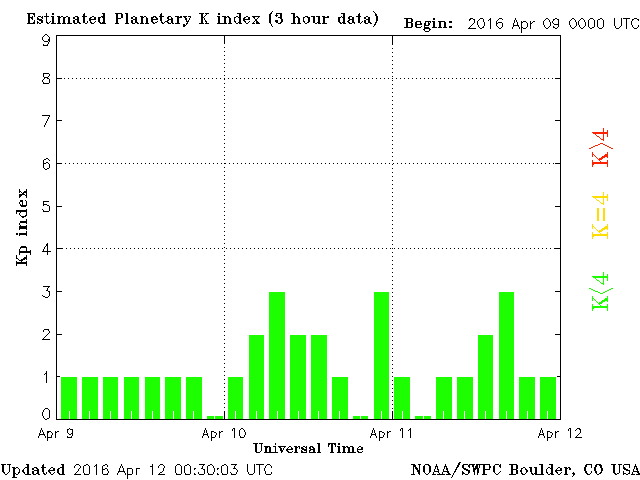 Estimated Planetary K index (3 hour data)
Begin: 2016 Apr 09 0000 UTC
9
8
7
6
5
4
3
2
1
0
Kp index
K>4
K=4
K<4
Apr 9
Apr 10
Apr 11
Apr 12
Universal Time
Updated 2016 Apr 12 00:30:03 UTC
NOAA/SWPC Boulder, CO USA